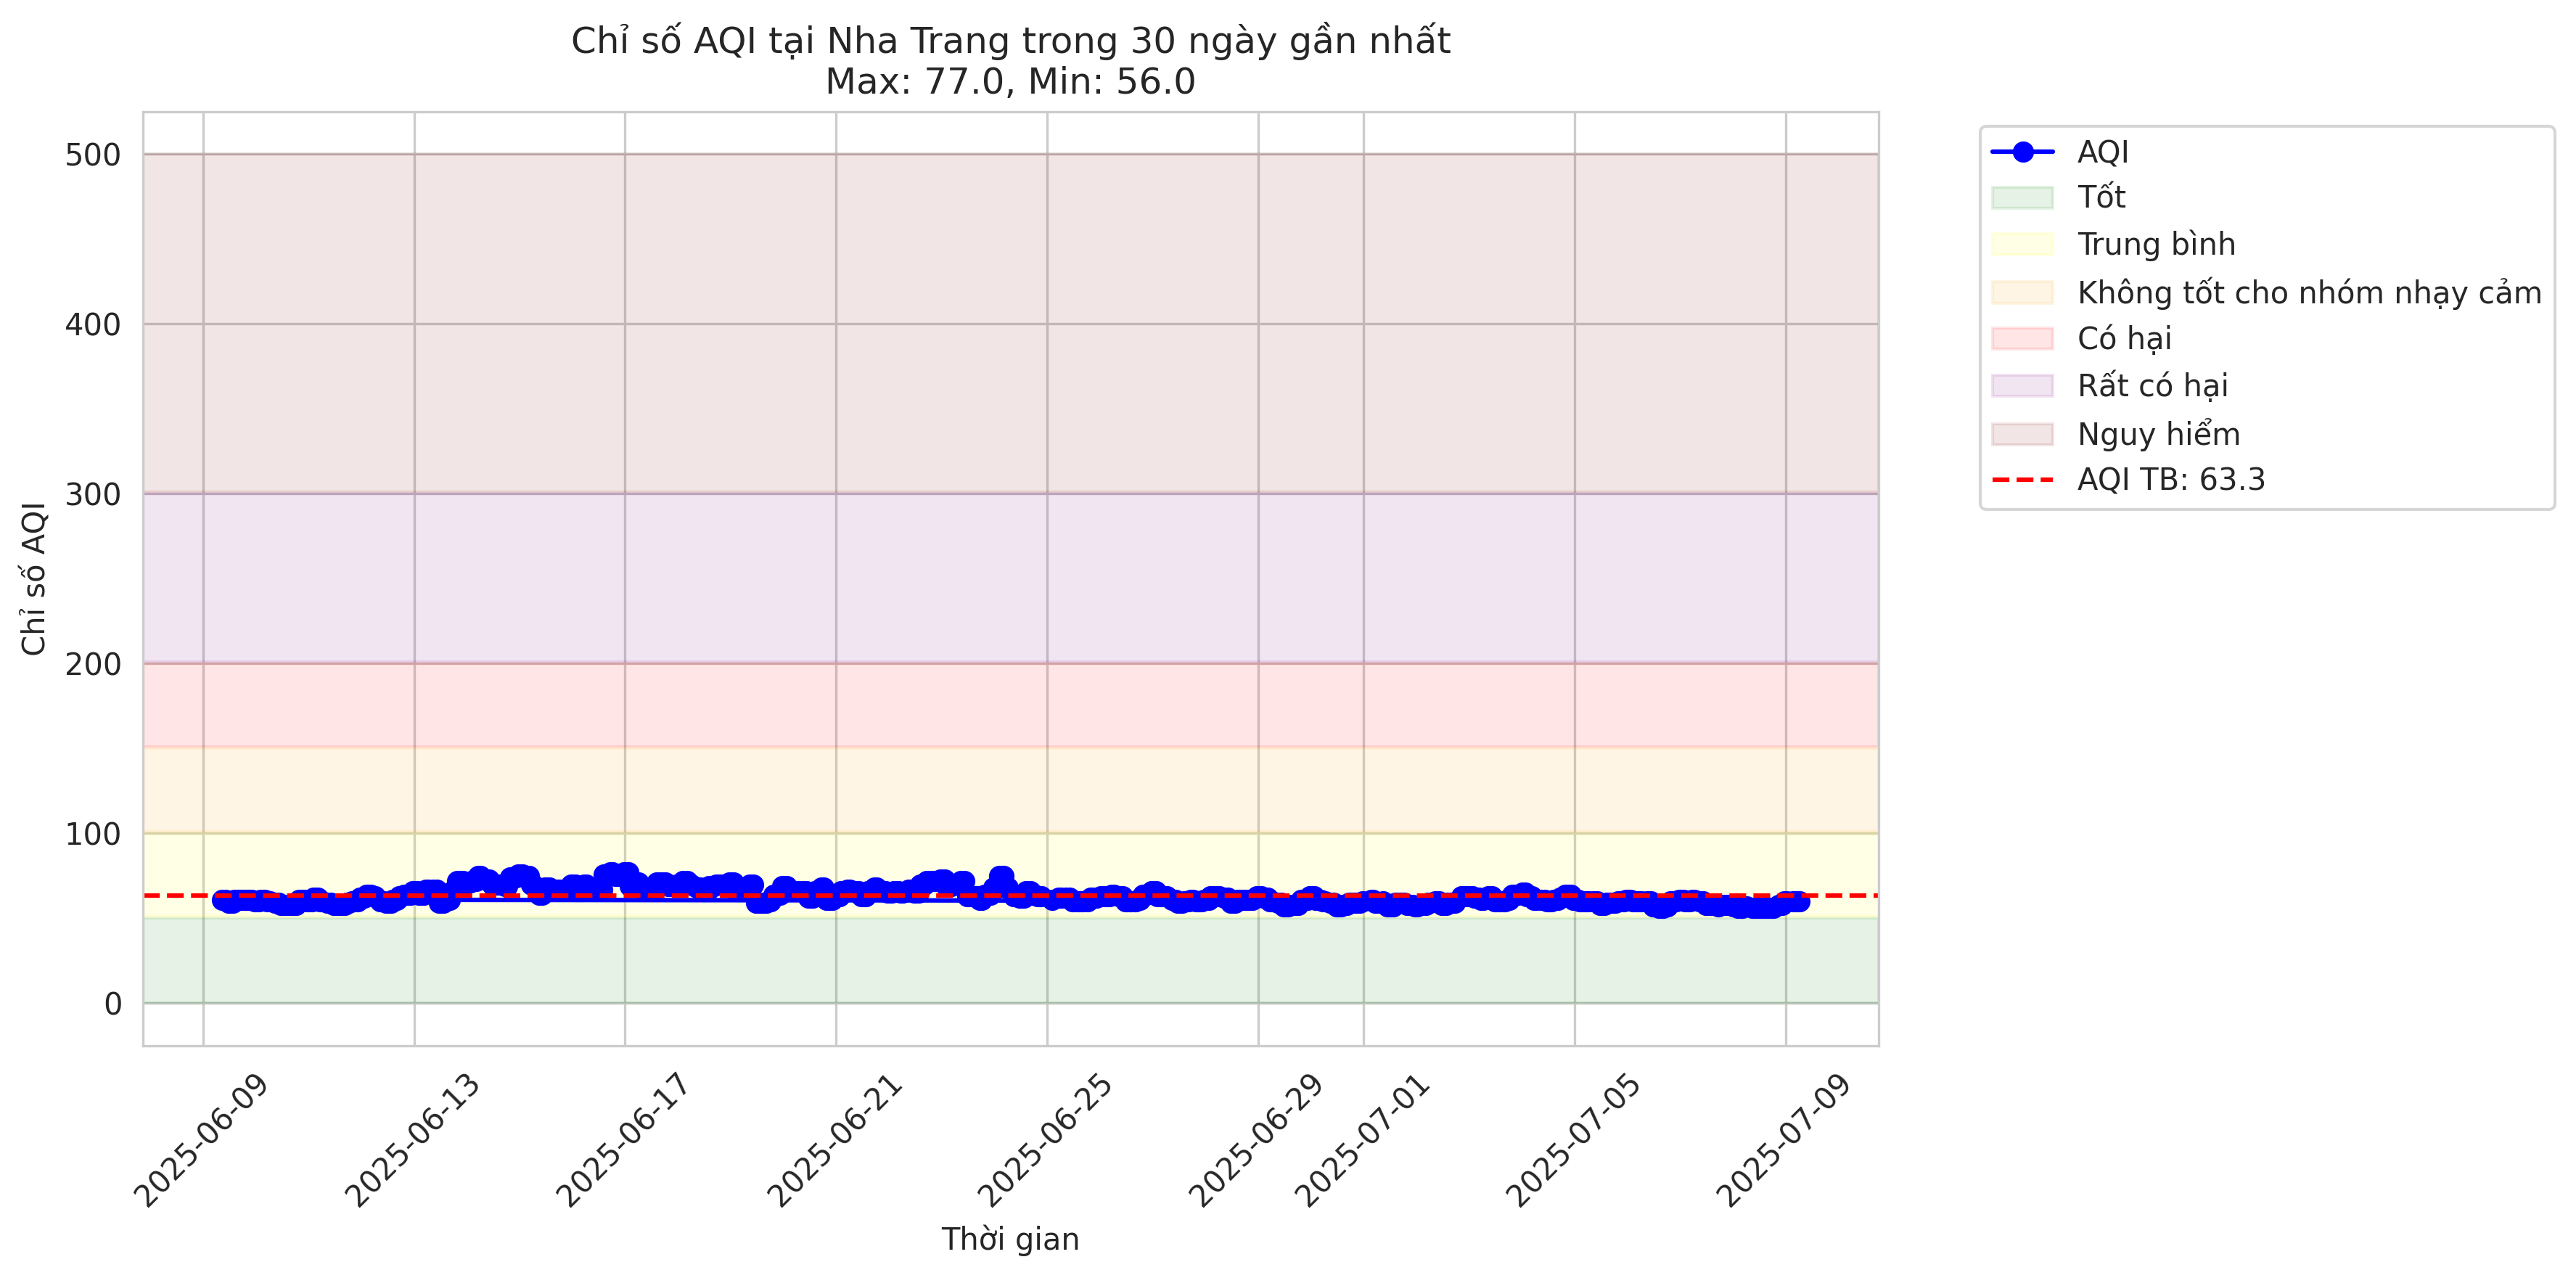 Chỉ số AQI tại Nha Trang trong 30 ngày gần nhất
Max: 77.0, Min: 56.0
Chỉ số AQI
500
400
300
200
100
0
2025-06-09
2025-06-13
2025-06-17
2025-06-21
2025-06-25
2025-06-29
2025-07-01
2025-07-05
2025-07-09
Thời gian
AQI
Tốt
Trung bình
Không tốt cho nhóm nhạy cảm
Có hại
Rất có hại
Nguy hiểm
AQI TB: 63.3